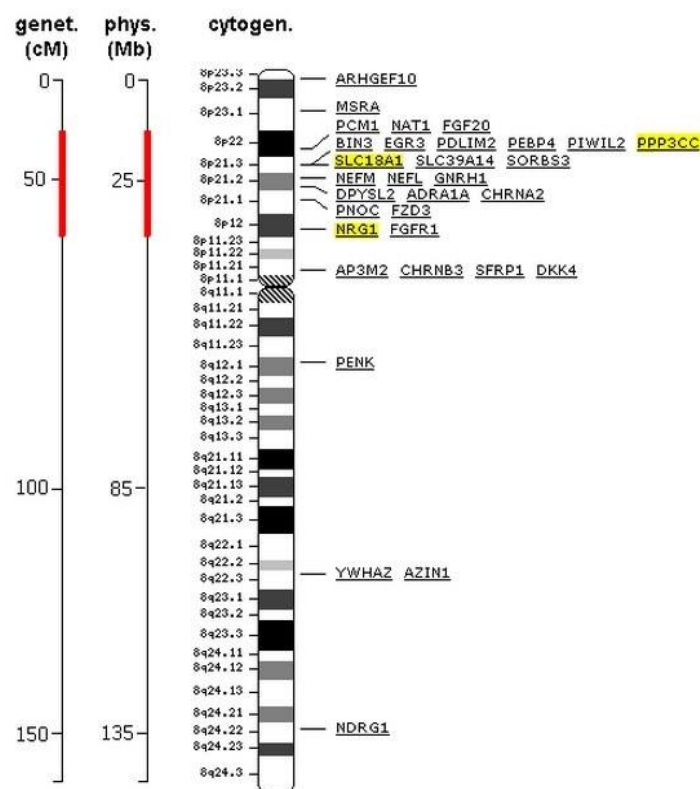 genet. phys. cytogen.
(cM) (Mb)
0 0 8p23.3 ARHGEF10
8p23.2
8p23.1 MSRA
PCM1 NAT1 FGF20
8p22 BIN3 EGR3 PDLIM2 PEBP4 PIWIL2 PPP3CC
8p21.3 SLC18A1 SLC39A14 SORBS3
50 25 8p21.2 NEFM NEFL GNRH1
DPYSL2 ADRA1A CHRNA2
8p21.1 PNOC FZD3
8p12 NRG1 FGFR1
8p11.23
8p11.22
8p11.21 AP3M2 CHRNB3 SFRP1 DKK4
8p11.1
8q11.1
8q11.21
8q11.22
8q11.23
8q12.1 PENK
8q12.2
8q12.3
8q13.1
8q13.2
8q13.3
8q21.11
8q21.12
100 85 8q21.13
8q21.2
8q21.3
8q22.1
8q22.2
8q22.3 YWHAZ AZIN1
8q23.1
8q23.2
8q23.3
8q24.11
8q24.12
8q24.13
8q24.21
8q24.22 NDRG1
150 135
8q24.23
8q24.3